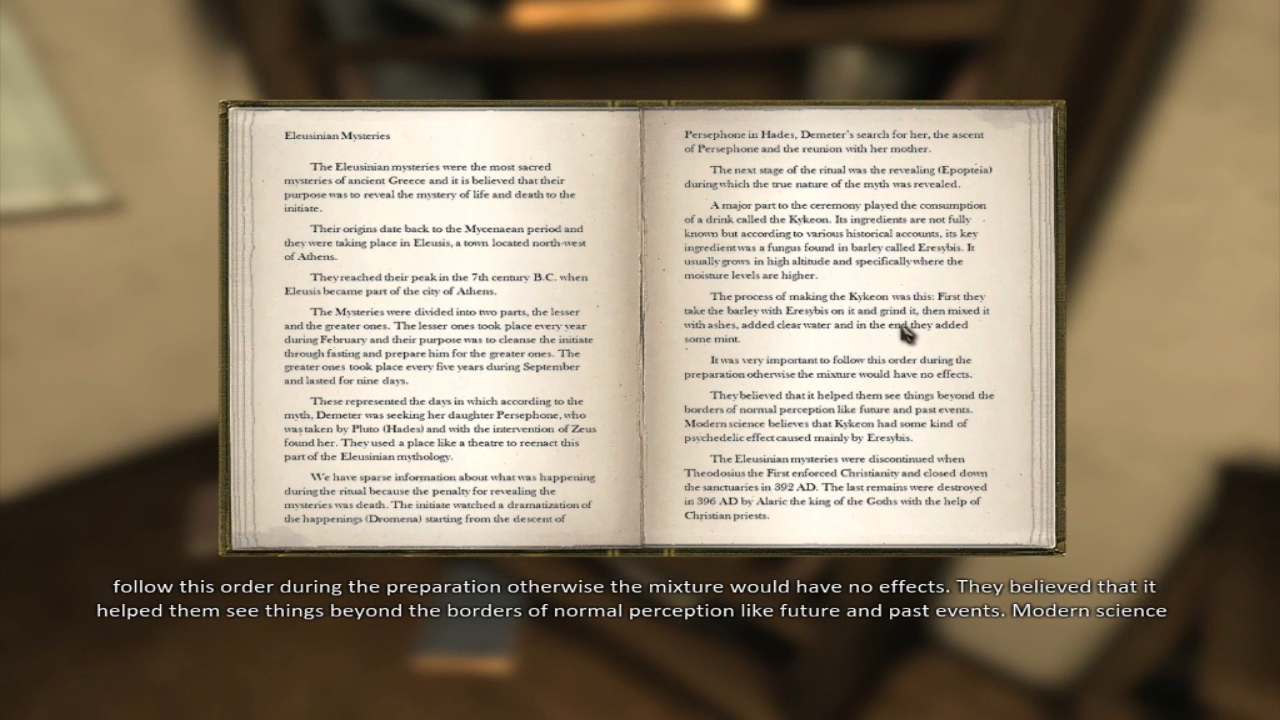 Eleusinian Mysteries
The Eleusinian mysteries were the most sacred
mysteries of ancient Greece and it is believed that their
purpose was to reveal the mystery of life and death to the
initiate.
Their origins date back to the Mycenaean period and
they were taking place in Eleusis, a town located north-west
of Athens.
They reached their peak in the 7th century B.C. when
Eleusis became part of the city of Athens.
The Mysteries were divided into two parts, the lesser
and the greater ones. The lesser ones took place every year
during February and their purpose was to cleanse the initiate
through fasting and prepare him for the greater ones. The
greater ones took place every five years during September
and lasted for nine days.
These represented the days in which according to the
myth, Demeter was seeking her daughter Persephone, who
was taken by Pluto (Hades) and with the intervention of Zeus
found her. They used a place like a theatre to reenact this
part of the Eleusinian mythology.
We have sparse information about what was happening
during the ritual because the penalty for revealing the
mysteries was death. The initiate watched a dramatization of
the happenings (Dromena) starting from the descent of
Persephone in Hades, Demeter's search for her, the ascent
of Persephone and the reunion with her mother.
The next stage of the ritual was the revealing (Epopteia)
during which the true nature of the myth was revealed.
A major part to the ceremony played the consumption
of a drink called the Kykeon. Its ingredients are not fully
known but according to various historical accounts, its key
ingredient was a fungus found in barley called Eresybis. It
usually grows in high altitude and specifically where the
moisture levels are higher.
The process of making the Kykeon was this: First they
take the barley with Eresybis on it and grind it, then mixed it
with ashes, added clear water and in the end they added
some mint.
It was very important to follow this order during the
preparation otherwise the mixture would have no effects.
They believed that it helped them see things beyond the
borders of normal perception like future and past events.
Modern science believes that Kykeon had some kind of
psychedelic effect caused mainly by Eresybis.
The Eleusinian mysteries were discontinued when
Theodosius the First enforced Christianity and closed down
the sanctuaries in 392 AD. The last remains were destroyed
in 396 AD by Alaric the king of the Goths with the help of
Christian priests.
follow this order during the preparation otherwise the mixture would have no effects. They believed that it
helped them see things beyond the borders of normal perception like future and past events. Modern science